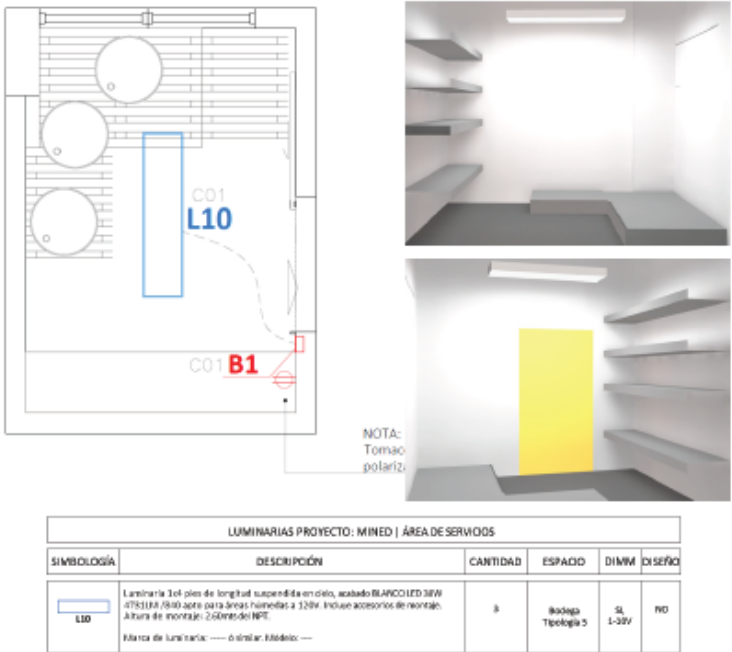 C01
L10
C01 B1
NOTA:
Tomac
polariza
LUMINARIAS PROYECTO: MINED | ÁREA DE SERVICIOS
SIMBOLOGÍA DESCRIPCIÓN CANTIDAD ESPACIO DIMM DISEÑO
Luminaria 1x4 pies de longitud suspendida en cielo, acabado BLANCO LED
4781LM /840 apto para áreas húmedas a 120v. Incluye accesorios de montaje.
Altura de montaje: 2.60mts del NPT.
Marca de luminaria: ---- ó similar. Módelo: ---
L10
3
Bodega
Tipología 5
SI,
1-10V
NO